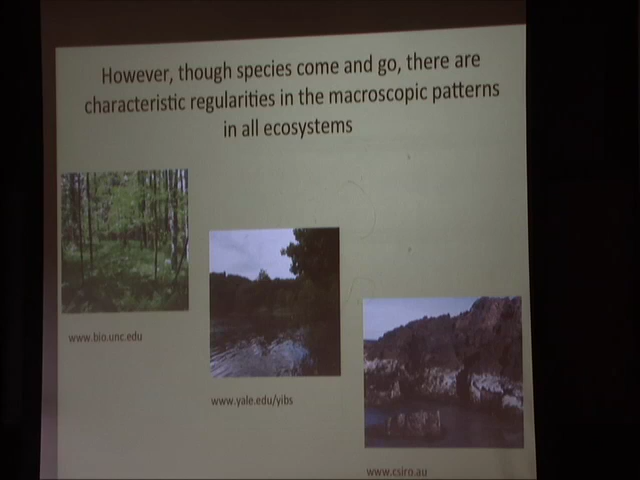 However, though species come and go, there are
characteristic regularities in the macroscopic patterns
in all ecosystems
www.bio.unc.edu
www.yale.edu/yibs
www.csiro.au